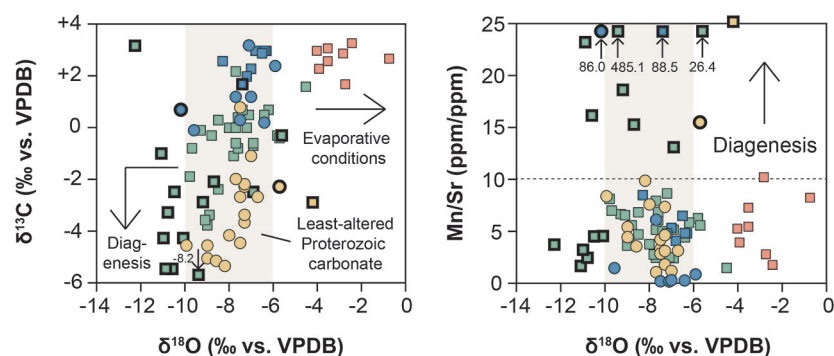 +4
+2
0
-2
-4
-6
δ13C (‰ vs. VPDB)
-14 -12 -10 -8 -6 -4 -2 0
δ18O (‰ vs. VPDB)
Evaporative
conditions
Diag-
enesis
-8.2
Least-altered
Proterozoic
carbonate
25
20
15
10
5
0
Mn/Sr (ppm/ppm)
-14 -12 -10 -8 -6 -4 -2 0
δ18O (‰ vs. VPDB)
86.0 485.1 88.5 26.4
Diagenesis